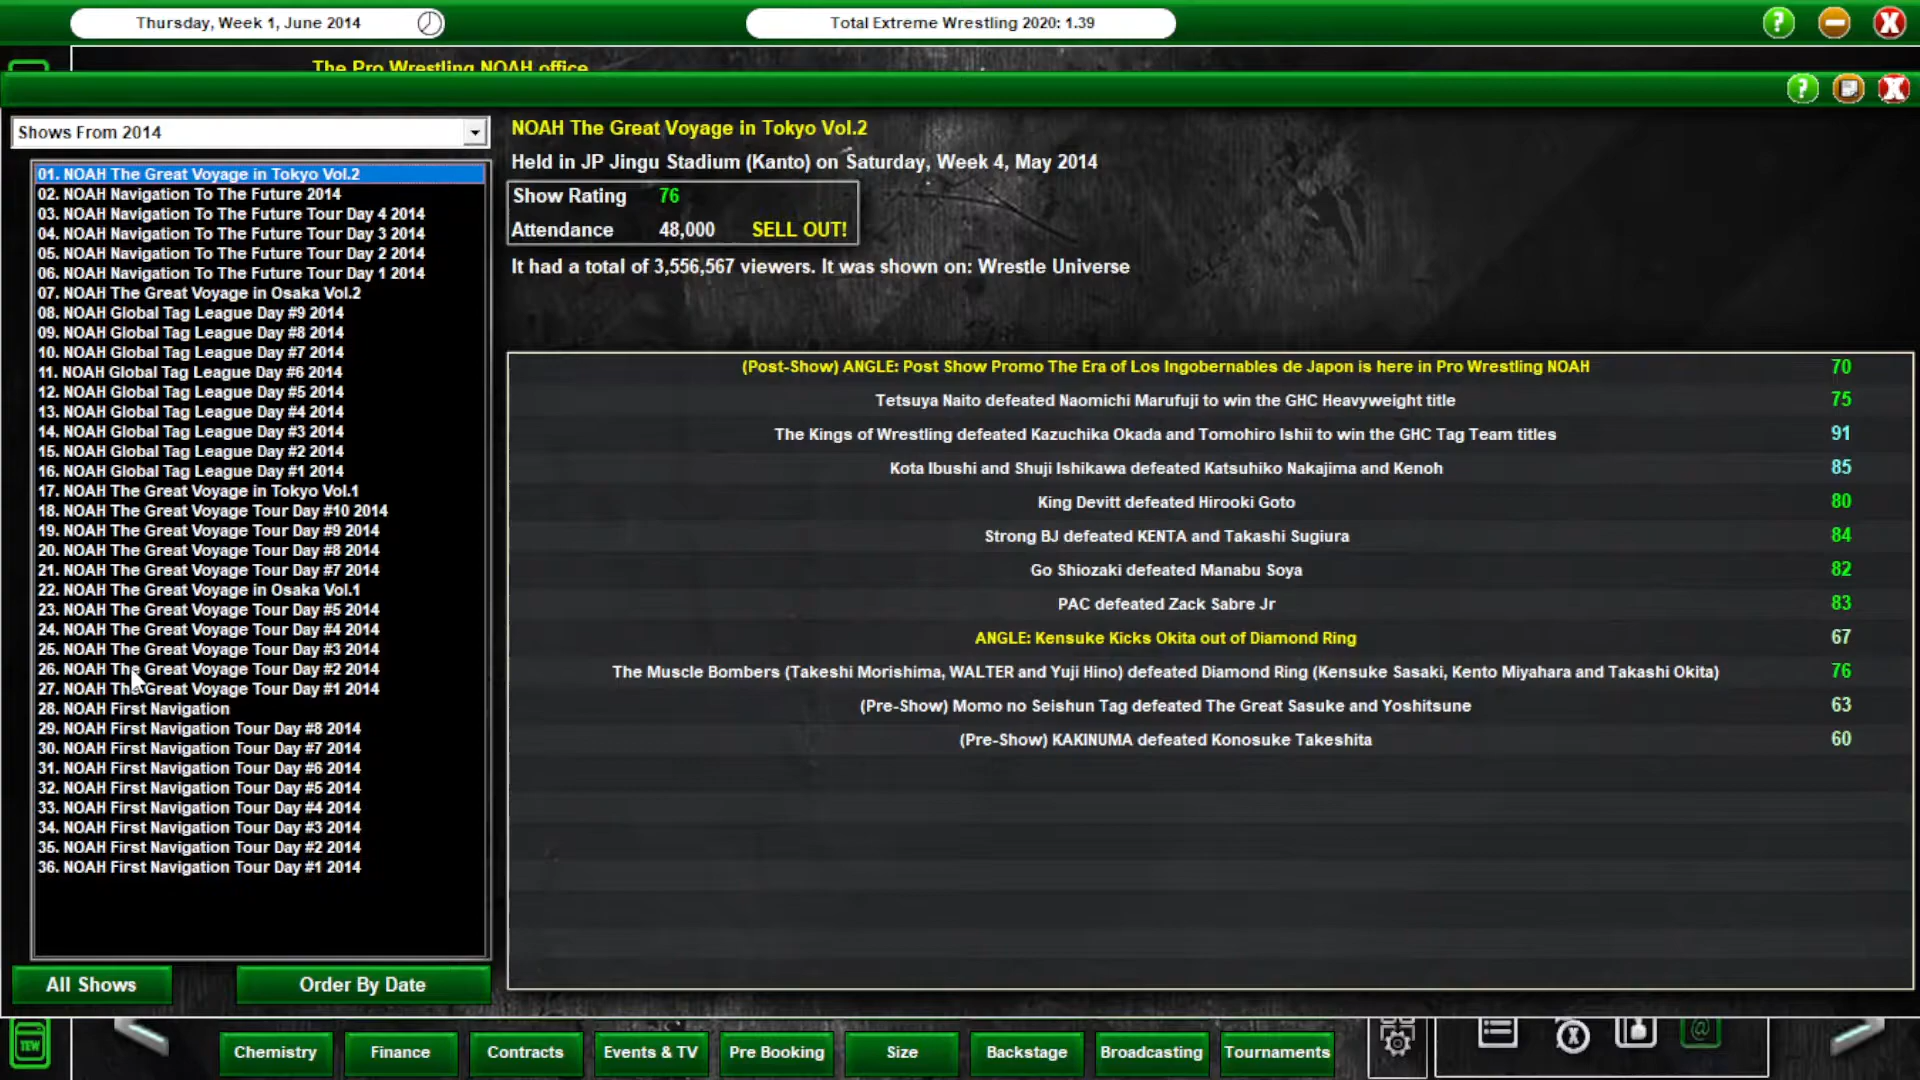 Thursday, Week 1, June 2014
Total Extreme Wrestling 2020: 1.39
The Pro Wrestling NOAH office
Shows From 2014
01. NOAH The Great Voyage in Tokyo Vol.2
02. NOAH Navigation To The Future 2014
03. NOAH Navigation To The Future Tour Day 4 2014
04. NOAH Navigation To The Future Tour Day 3 2014
05. NOAH Navigation To The Future Tour Day 2 2014
06. NOAH Navigation To The Future Tour Day 1 2014
07. NOAH The Great Voyage in Osaka Vol.2
08. NOAH Global Tag League Day #9 2014
09. NOAH Global Tag League Day #8 2014
10. NOAH Global Tag League Day #7 2014
11. NOAH Global Tag League Day #6 2014
12. NOAH Global Tag League Day #5 2014
13. NOAH Global Tag League Day #4 2014
14. NOAH Global Tag League Day #3 2014
15. NOAH Global Tag League Day #2 2014
16. NOAH Global Tag League Day #1 2014
17. NOAH The Great Voyage in Tokyo Vol.1
18. NOAH The Great Voyage Tour Day #10 2014
19. NOAH The Great Voyage Tour Day #9 2014
20. NOAH The Great Voyage Tour Day #8 2014
21. NOAH The Great Voyage Tour Day #7 2014
22. NOAH The Great Voyage in Osaka Vol.1
23. NOAH The Great Voyage Tour Day #5 2014
24. NOAH The Great Voyage Tour Day #4 2014
25. NOAH The Great Voyage Tour Day #3 2014
26. NOAH The Great Voyage Tour Day #2 2014
27. NOAH The Great Voyage Tour Day #1 2014
28. NOAH First Navigation
29. NOAH First Navigation Tour Day #8 2014
30. NOAH First Navigation Tour Day #7 2014
31. NOAH First Navigation Tour Day #6 2014
32. NOAH First Navigation Tour Day #5 2014
33. NOAH First Navigation Tour Day #4 2014
34. NOAH First Navigation Tour Day #3 2014
35. NOAH First Navigation Tour Day #2 2014
36. NOAH First Navigation Tour Day #1 2014
All Shows
Order By Date
NOAH The Great Voyage in Tokyo Vol.2
Held in JP Jingu Stadium (Kanto) on Saturday, Week 4, May 2014
Show Rating 76
Attendance 48,000 SELL OUT!
It had a total of 3,556,567 viewers. It was shown on: Wrestle Universe
(Post-Show) ANGLE: Post Show Promo The Era of Los Ingobernables de Japon is here in Pro Wrestling NOAH 70
Tetsuya Naito defeated Naomichi Marufuji to win the GHC Heavyweight title 75
The Kings of Wrestling defeated Kazuchika Okada and Tomohiro Ishii to win the GHC Tag Team titles 91
Kota Ibushi and Shuji Ishikawa defeated Katsuhiko Nakajima and Kenoh 85
King Devitt defeated Hirooki Goto 80
Strong BJ defeated KENTA and Takashi Sugiura 84
Go Shiozaki defeated Manabu Soya 82
PAC defeated Zack Sabre Jr 83
ANGLE: Kensuke Kicks Okita out of Diamond Ring 67
The Muscle Bombers (Takeshi Morishima, WALTER and Yuji Hino) defeated Diamond Ring (Kensuke Sasaki, Kento Miyahara and Takashi Okita) 76
(Pre-Show) Momo no Seishun Tag defeated The Great Sasuke and Yoshitsune 63
(Pre-Show) KAKINUMA defeated Konosuke Takeshita 60
TEW
Chemistry
Finance
Contracts
Events & TV
Pre Booking
Size
Backstage
Broadcasting
Tournaments